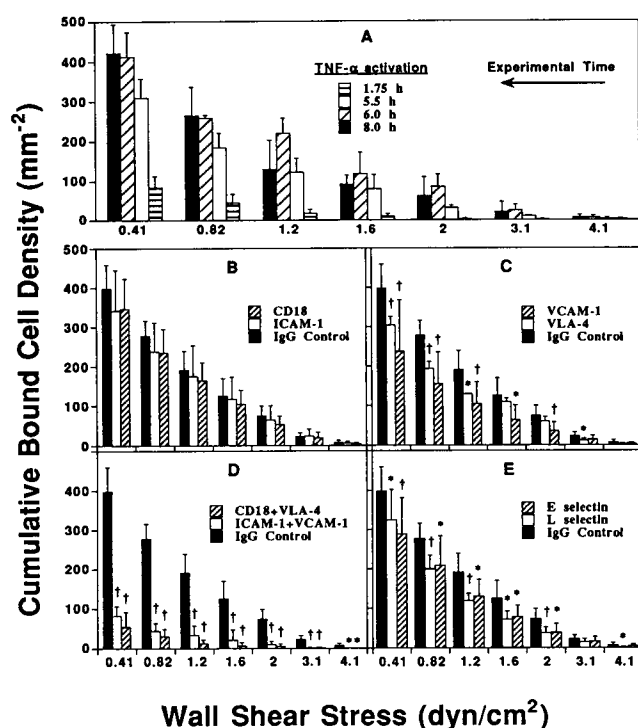 Cumulative Bound Cell Density (mm⁻²)
A
TNF-α activation
1.75 h
5.5 h
6.0 h
8.0 h
Experimental Time
500
400
300
200
100
0
0.41 0.82 1.2 1.6 2 3.1 4.1
B
CD18
ICAM-1
IgG Control
500
400
300
200
100
0
C
VCAM-1
VLA-4
IgG Control
† †
† †
* †
*
†
*
D
CD18+VLA-4
ICAM-1+VCAM-1
IgG Control
400
300
200
100
0
† †
† †
† †
† †
† †
† †
* *
0.41 0.82 1.2 1.6 2 3.1 4.1
E
E selectin
L selectin
IgG Control
* †
† *
† *
* *
† *
*
0.41 0.82 1.2 1.6 2 3.1 4.1
Wall Shear Stress (dyn/cm²)